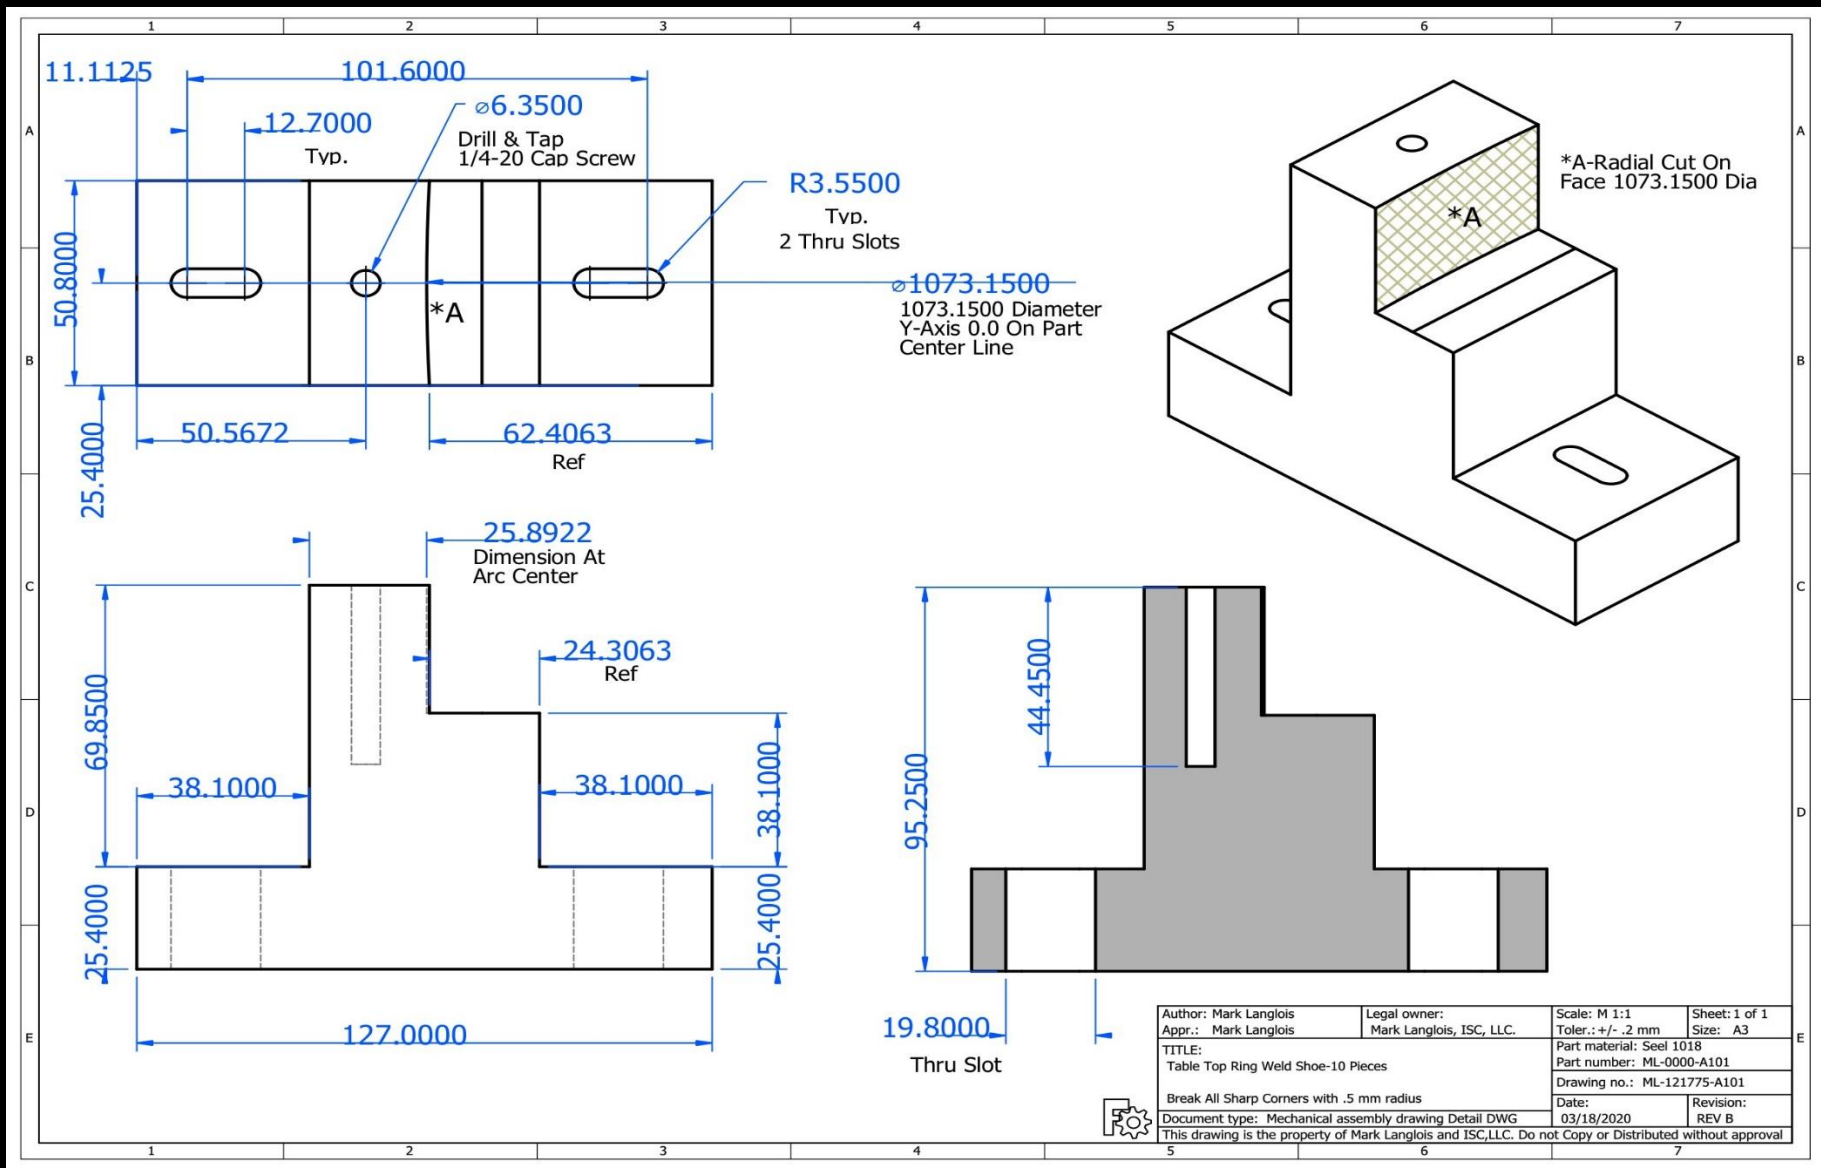 1 2 3 4 5 6 7
A
B
C
D
E
A
B
C
D
E
1 2 3 4 5 6 7
11.1125
101.6000
12.7000
Typ.
⌀6.3500
Drill & Tap
1/4-20 Cap Screw
R3.5500
Typ.
2 Thru Slots
50.8000
*A
⌀1073.1500
1073.1500 Diameter
Y-Axis 0.0 On Part
Center Line
25.4000
50.5672
62.4063
Ref
*A-Radial Cut On
Face 1073.1500 Dia
*A
25.8922
Dimension At
Arc Center
24.3063
Ref
69.8500
38.1000
38.1000
38.1000
25.4000
25.4000
127.0000
44.4500
95.2500
19.8000
Thru Slot
Author: Mark Langlois
Appr.: Mark Langlois
Legal owner:
Mark Langlois, ISC, LLC.
Scale: M 1:1
Toler.: +/- .2 mm
Sheet: 1 of 1
Size: A3
TITLE:
Table Top Ring Weld Shoe-10 Pieces
Break All Sharp Corners with .5 mm radius
Part material: Seel 1018
Part number: ML-0000-A101
Drawing no.: ML-121775-A101
Document type: Mechanical assembly drawing Detail DWG
Date:
03/18/2020
Revision:
REV B
This drawing is the property of Mark Langlois and ISC,LLC. Do not Copy or Distributed without approval